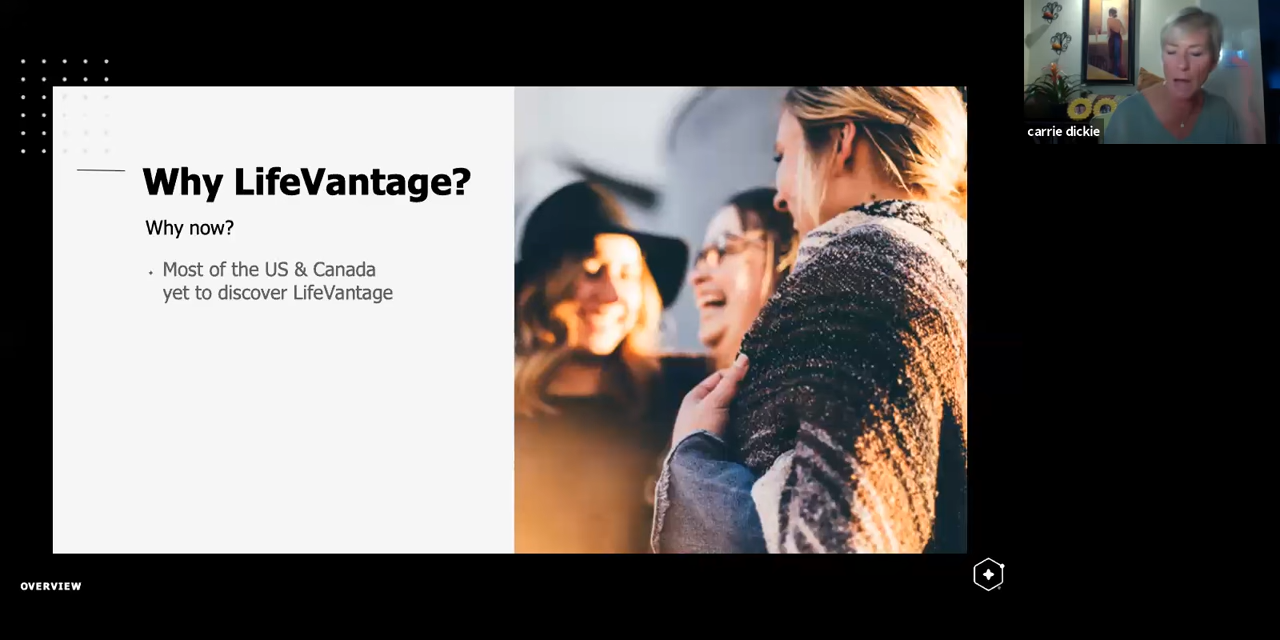 Why LifeVantage?
Why now?
• Most of the US & Canada
yet to discover LifeVantage
OVERVIEW
carrie dickie